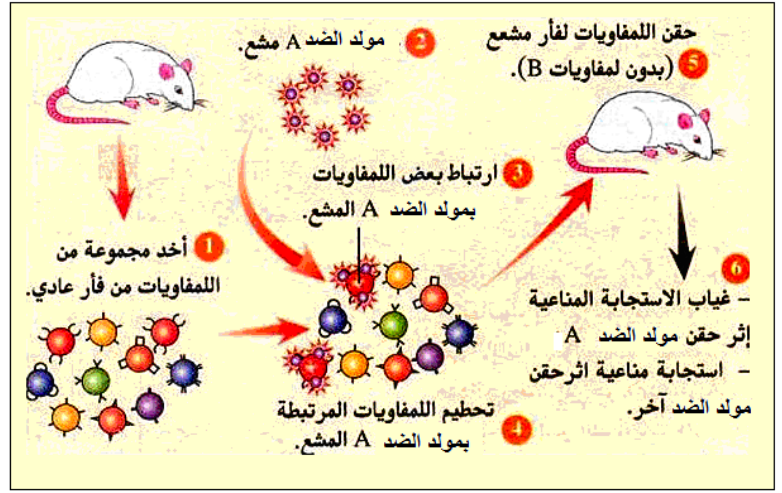 1 أخد مجموعة من
اللمفاويات من فأر عادي.
2 مولد الضد A مشع.
3 ارتباط بعض اللمفاويات
بمولد الضد A المشع.
4 تحطيم اللمفاويات المرتبطة
بمولد الضد A المشع.
حقن اللمفاويات لفأر مشعع
5 (بدون لمفاويات B).
6
– غياب الاستجابة المناعية
إثر حقن مولد الضد A
– استجابة مناعية اثرحقن
مولد الضد آخر.